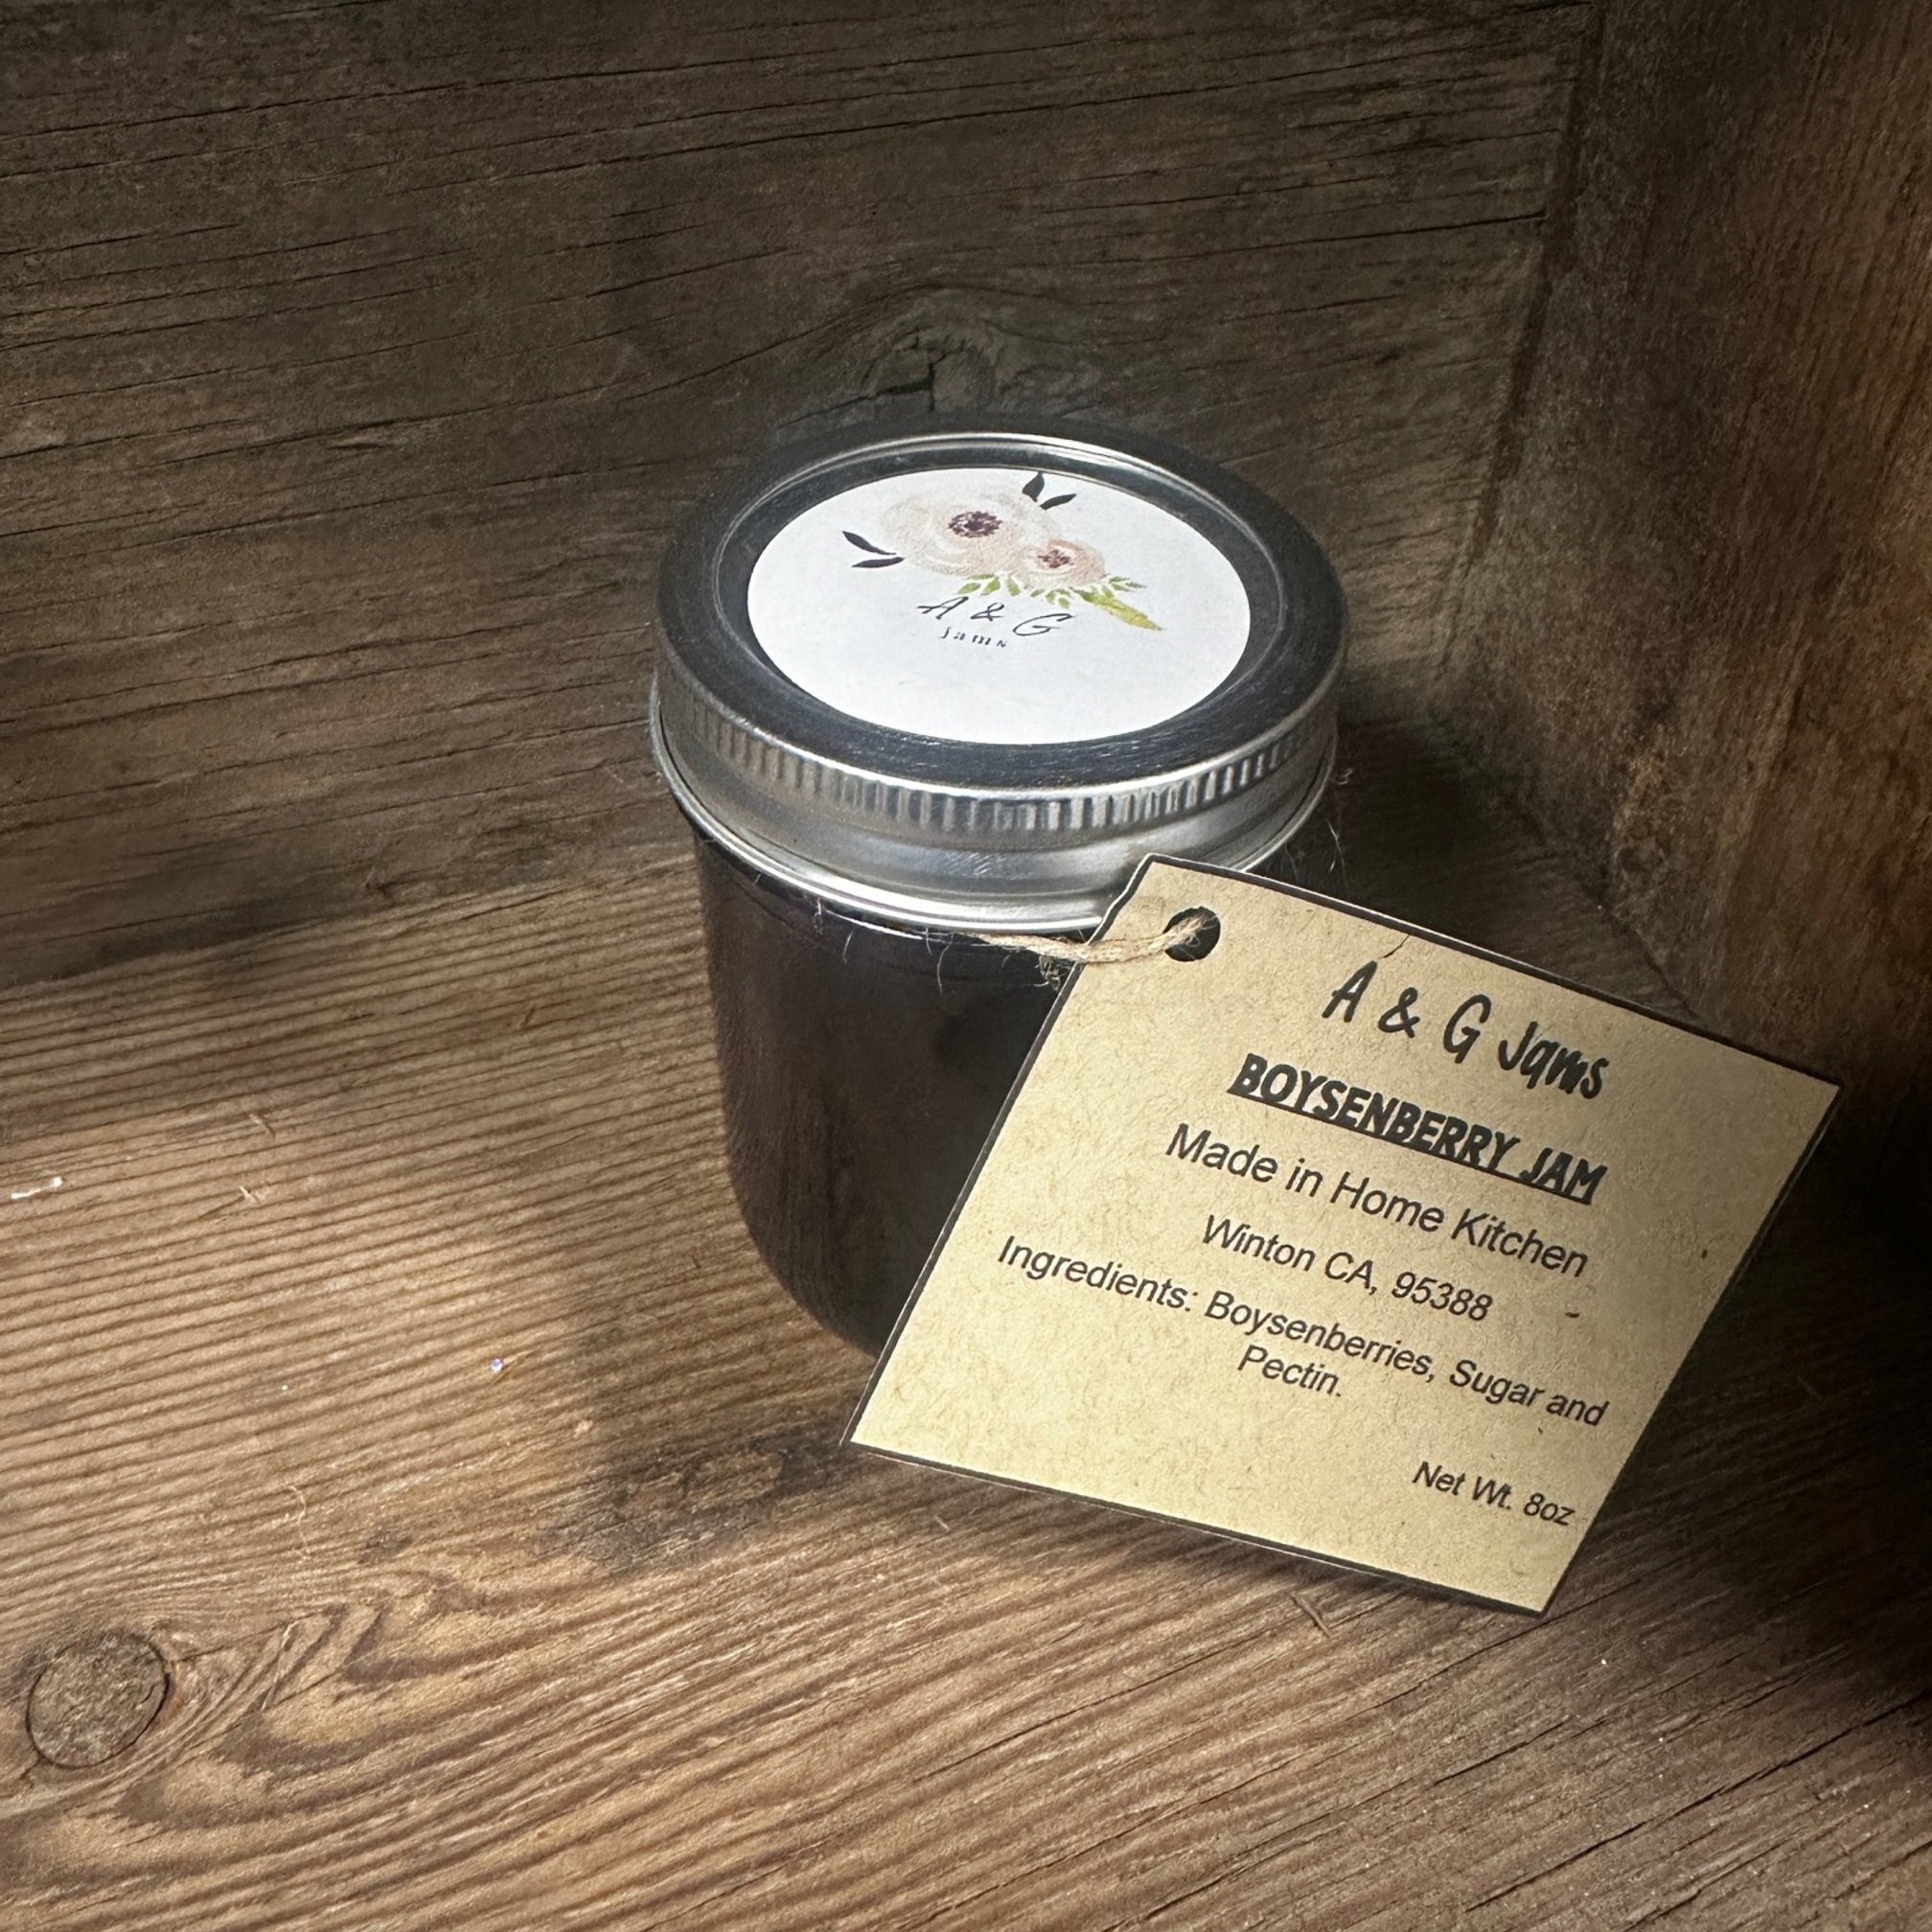 A & G
jams
A & G Jams
BOYSENBERRY JAM
Made in Home Kitchen
Winton CA, 95388
Ingredients: Boysenberries, Sugar and
Pectin.
Net Wt. 8oz